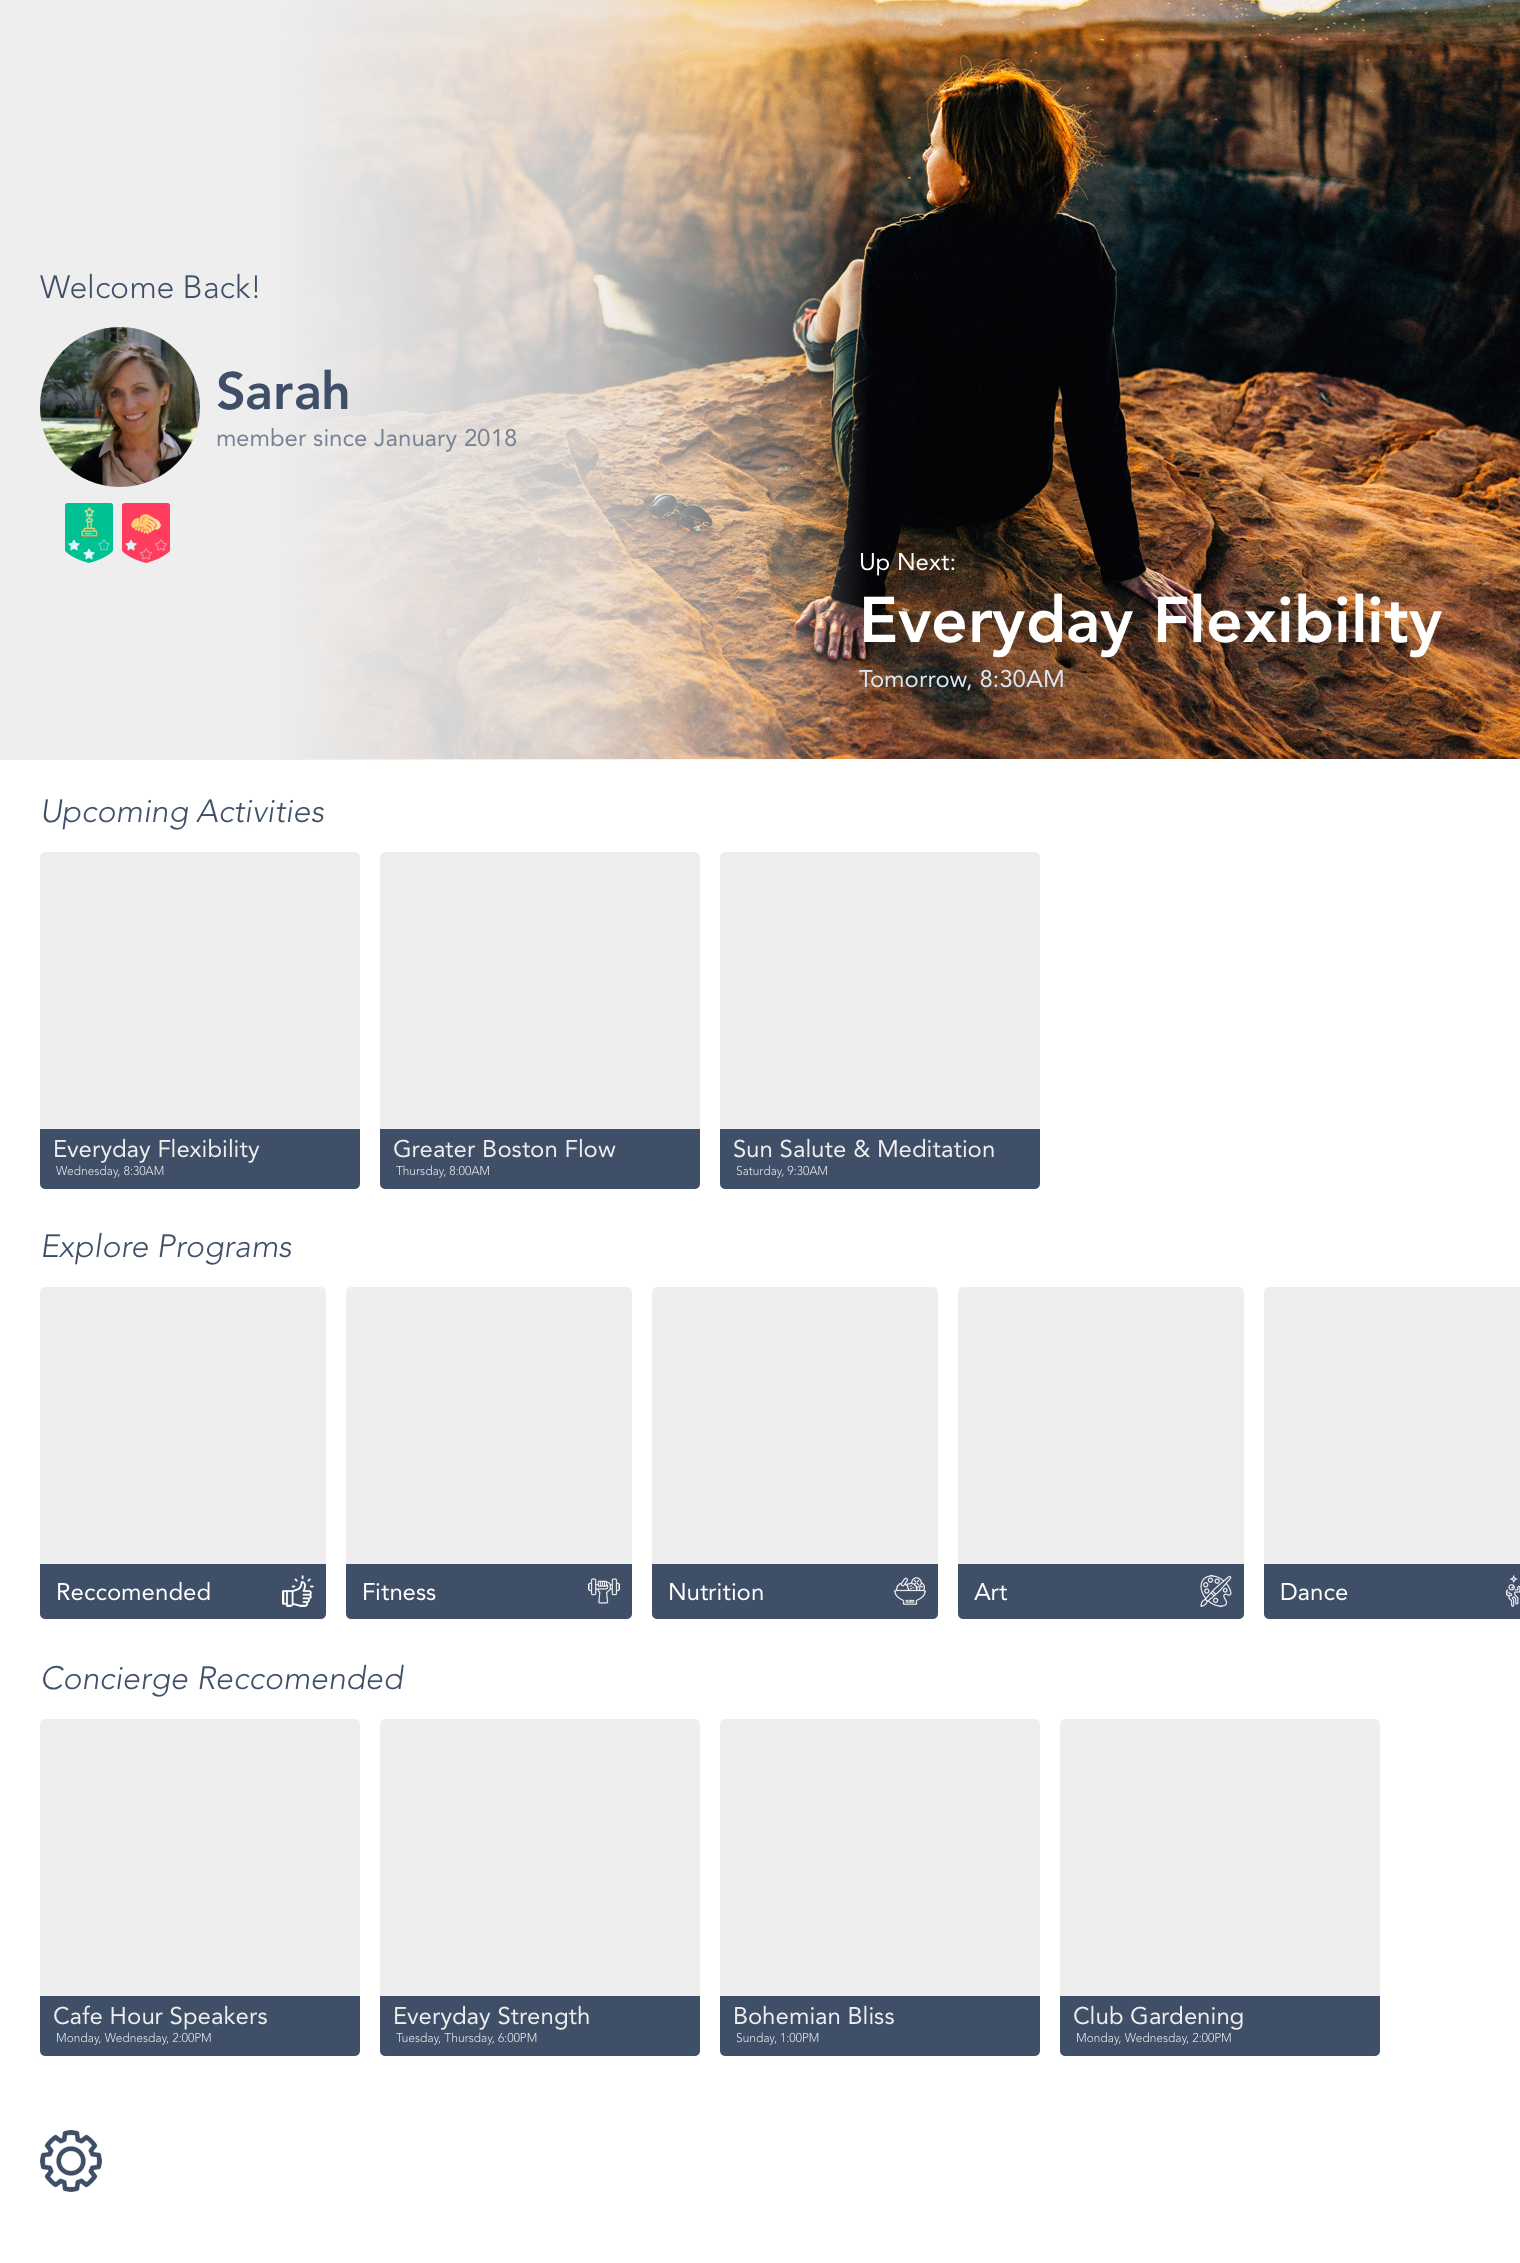 Welcome Back!
Sarah
member since January 2018
Up Next:
Everyday Flexibility
Tomorrow, 8:30AM
Upcoming Activities
Everyday Flexibility
Wednesday, 8:30AM
Greater Boston Flow
Thursday, 8:00AM
Sun Salute & Meditation
Saturday, 9:30AM
Explore Programs
Reccomended
Fitness
Nutrition
Art
Dance
Concierge Reccomended
Cafe Hour Speakers
Monday, Wednesday, 2:00PM
Everyday Strength
Tuesday, Thursday, 6:00PM
Bohemian Bliss
Sunday, 1:00PM
Club Gardening
Monday, Wednesday, 2:00PM